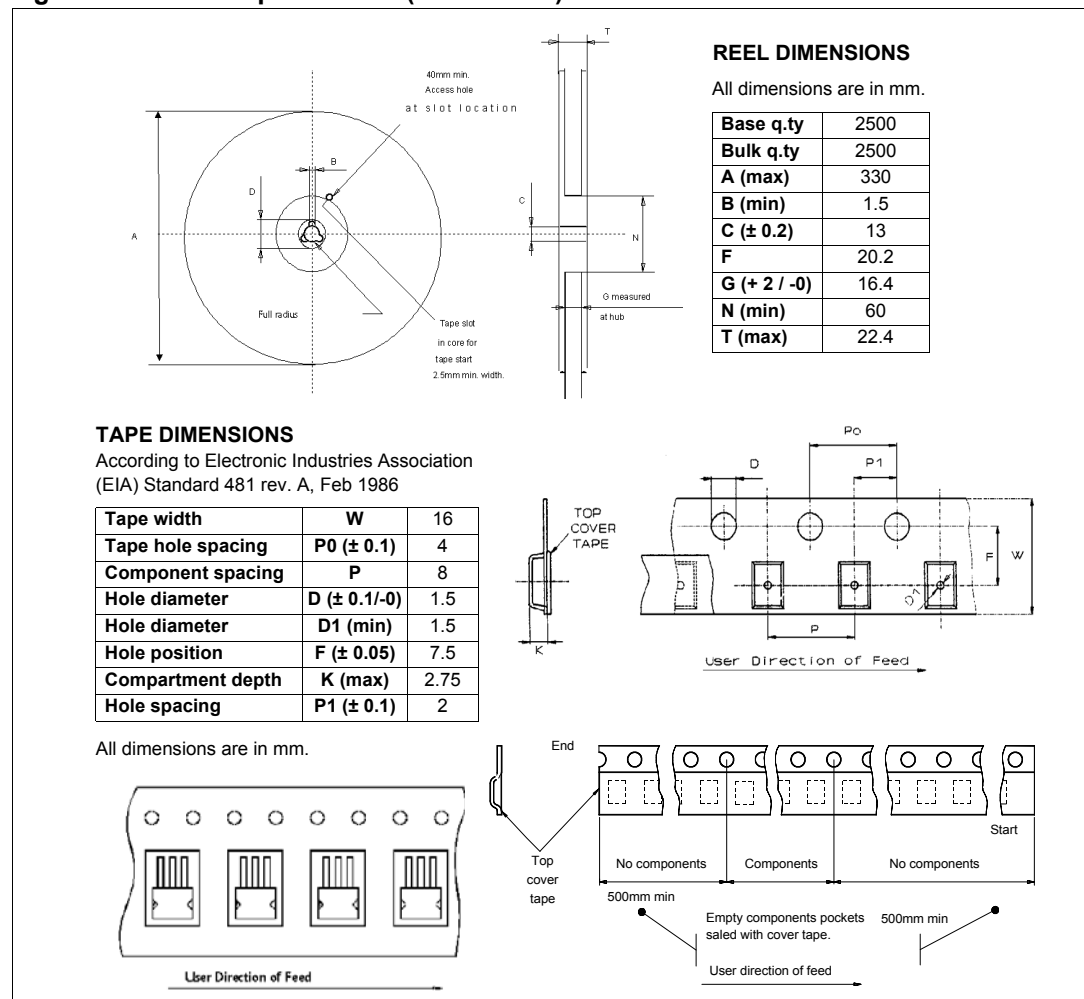 T
40mm min.
Access hole
at slot location
B
D
C
A
N
G measured
at hub
Full radius
Tape slot
in core for
tape start
2.5mm min. width.
REEL DIMENSIONS
All dimensions are in mm.
Base q.ty 2500
Bulk q.ty 2500
A (max) 330
B (min) 1.5
C (± 0.2) 13
F 20.2
G (+ 2 / -0) 16.4
N (min) 60
T (max) 22.4
TAPE DIMENSIONS
According to Electronic Industries Association
(EIA) Standard 481 rev. A, Feb 1986
Tape width W 16
Tape hole spacing P0 (± 0.1) 4
Component spacing P 8
Hole diameter D (± 0.1/-0) 1.5
Hole diameter D1 (min) 1.5
Hole position F (± 0.05) 7.5
Compartment depth K (max) 2.75
Hole spacing P1 (± 0.1) 2
All dimensions are in mm.
TOP
COVER
TAPE
K
Po
D
P1
F
W
D1
P
User Direction of Feed
User Direction of Feed
End
Start
Top
cover
tape
No components
Components
No components
500mm min
Empty components pockets
saled with cover tape.
500mm min
User direction of feed